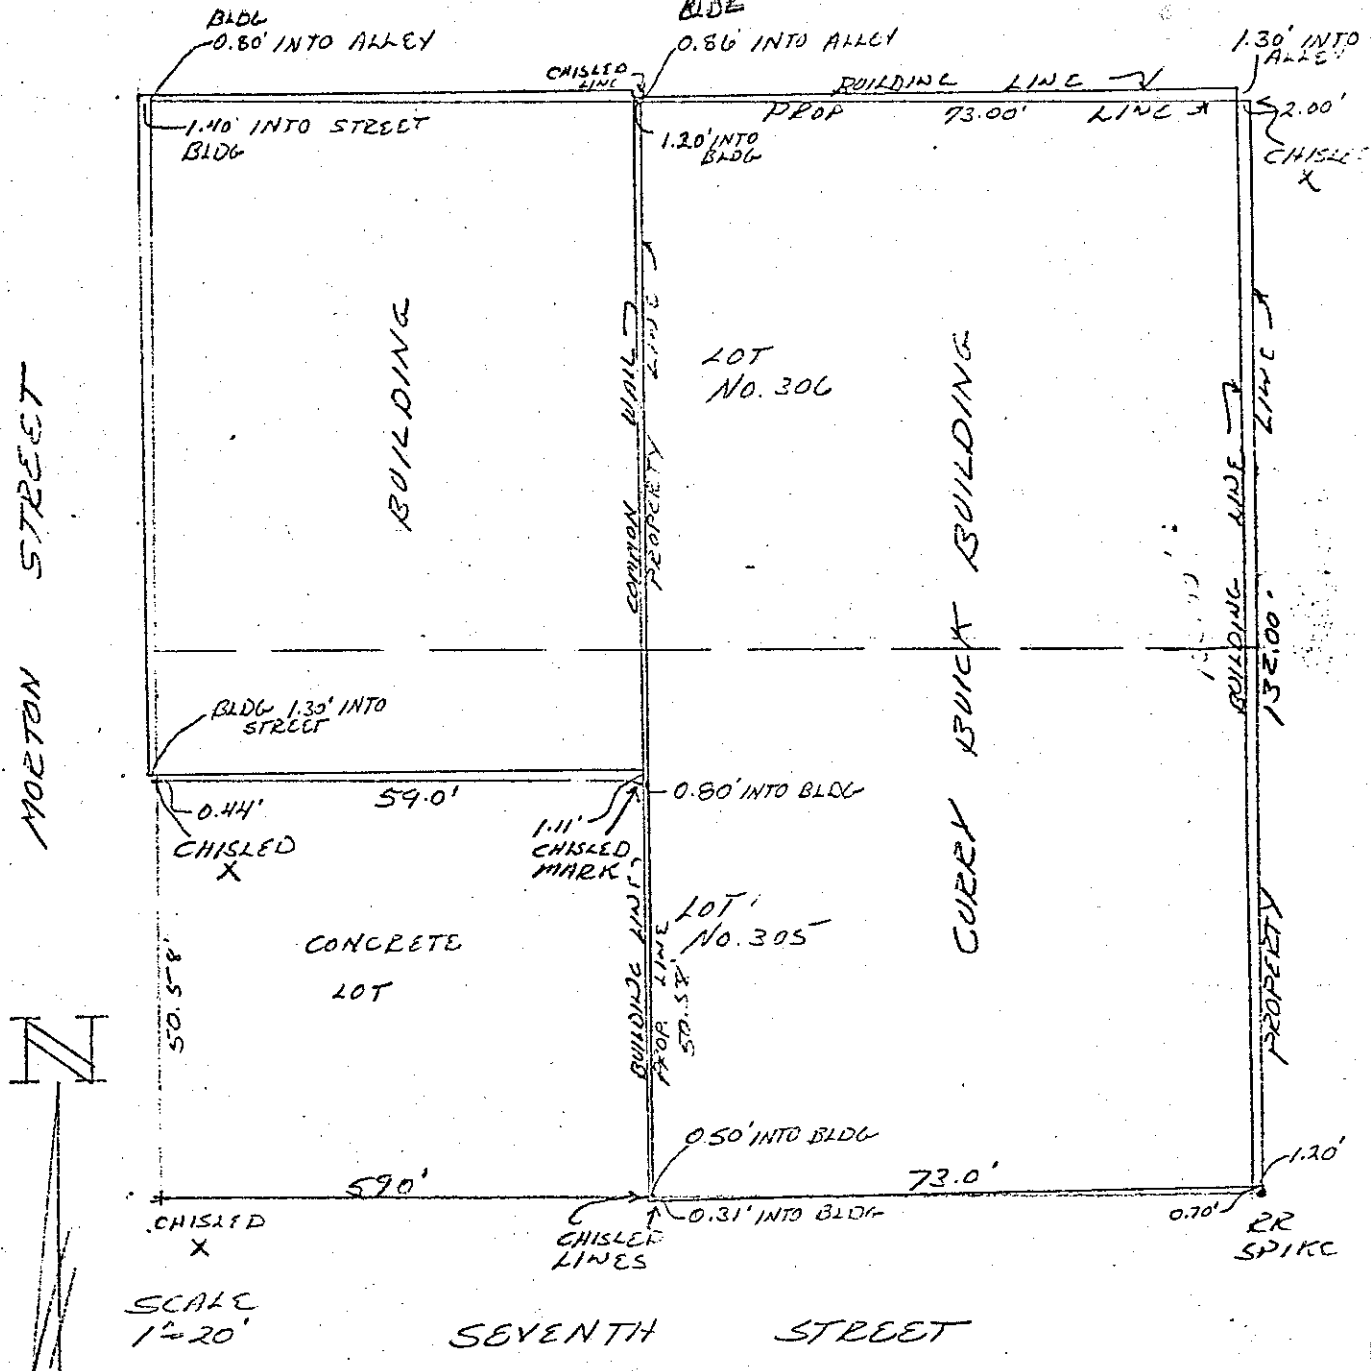 BLDG
0.80' INTO ALLEY
BLDG
0.86' INTO ALLEY
1.30' INTO
ALLEY
CHISLED
LINE
BUILDING LINE
PROP 73.00' LINE
2.00'
CHISLED
X
1.40' INTO STREET
BLDG
1.20' INTO
BLDG
BUILDING
COMMON WALL
PROPERTY LINE
LOT
No. 306
CURRY BUICK BUILDING
BUILDING LINE
PROPERTY 132.00' LINE
MORTON STREET
BLDG 1.30' INTO
STREET
0.44'
59.0'
CHISLED
X
1.11'
CHISLED
MARK
0.80' INTO BLDG
CONCRETE
LOT
50.58'
BUILDING LINE
PROP. LINE
50.58'
LOT
No. 305
N
0.50' INTO BLDG
590'
73.0'
1.20'
CHISLED
X
CHISLED
LINES
0.31' INTO BLDG
0.70'
RR
SPIKE
SCALE
1"=20'
SEVENTH STREET